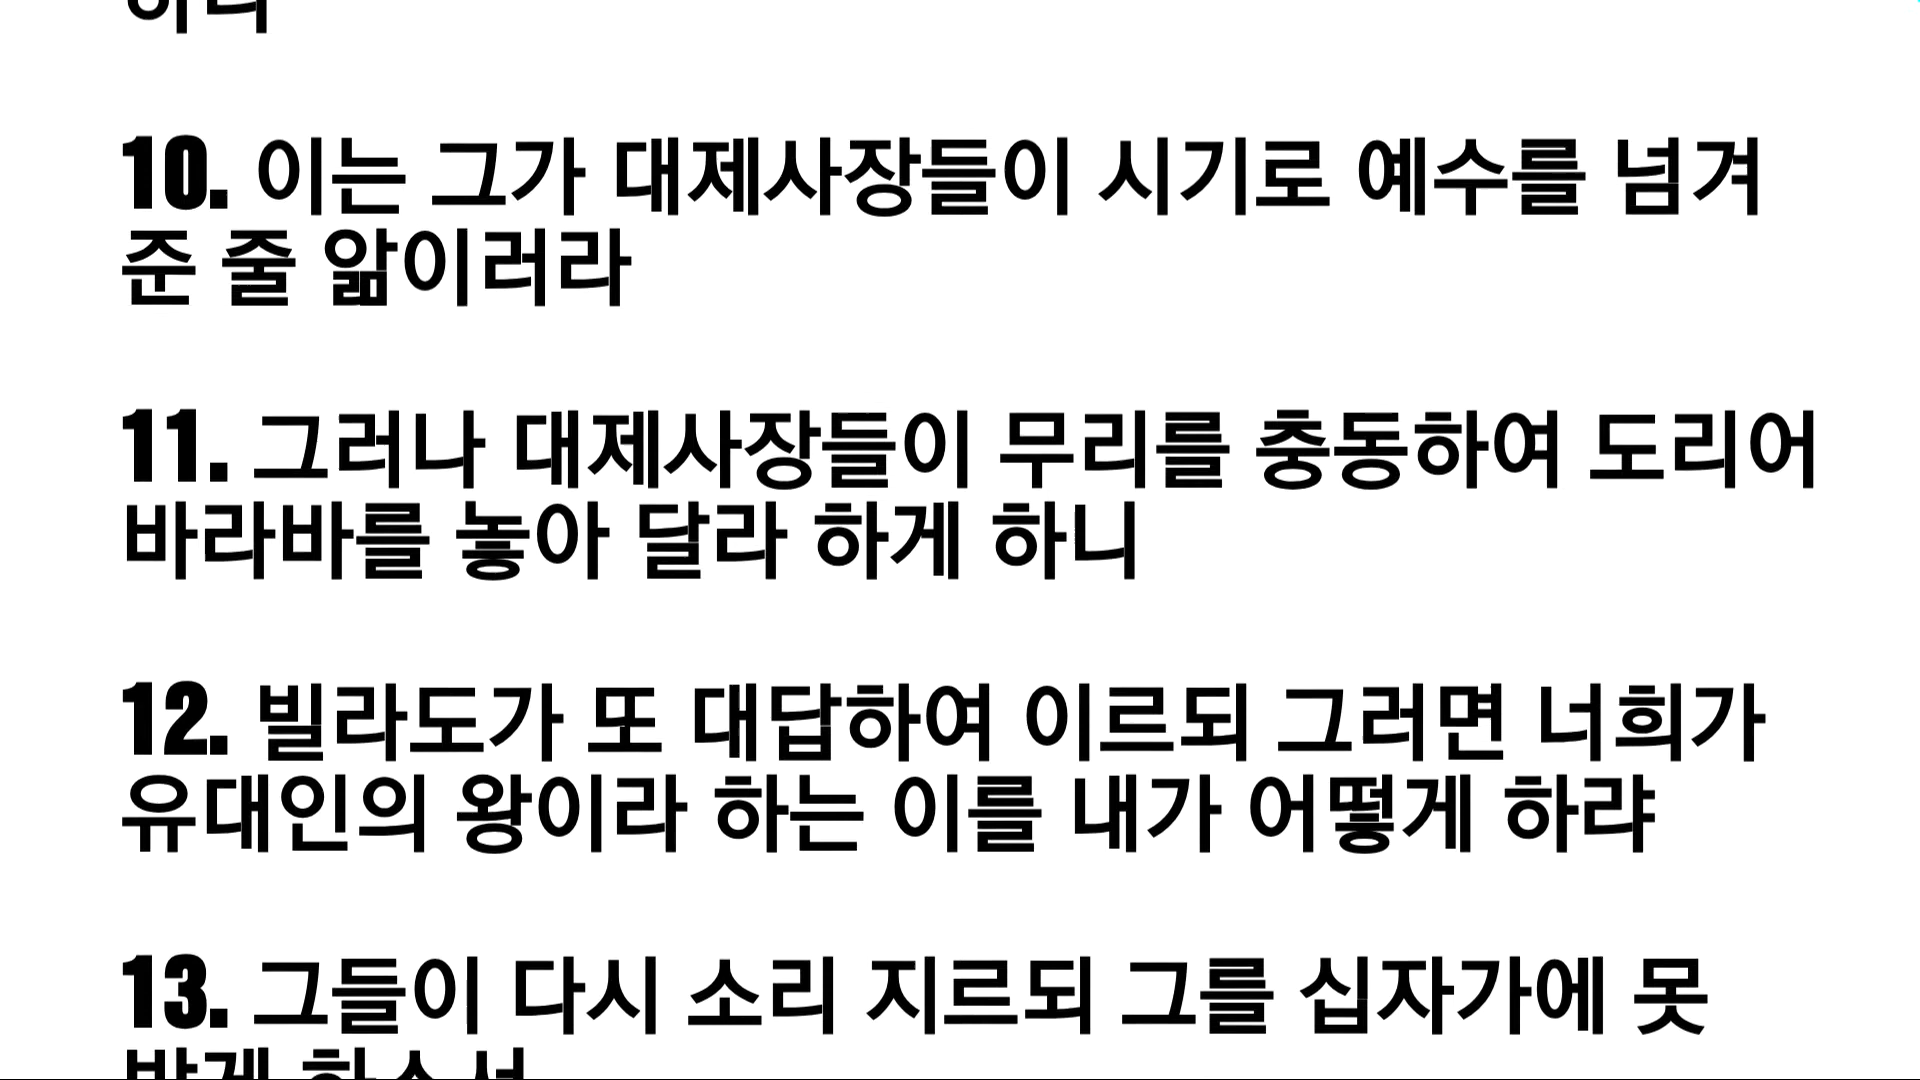 10. 이는 그가 대제사장들이 시기로 예수를 넘겨
준 줄 앎이러라
11. 그러나 대제사장들이 무리를 충동하여 도리어
바라바를 놓아 달라 하게 하니
12. 빌라도가 또 대답하여 이르되 그러면 너희가
유대인의 왕이라 하는 이를 내가 어떻게 하랴
13. 그들이 다시 소리 지르되 그를 십자가에 못